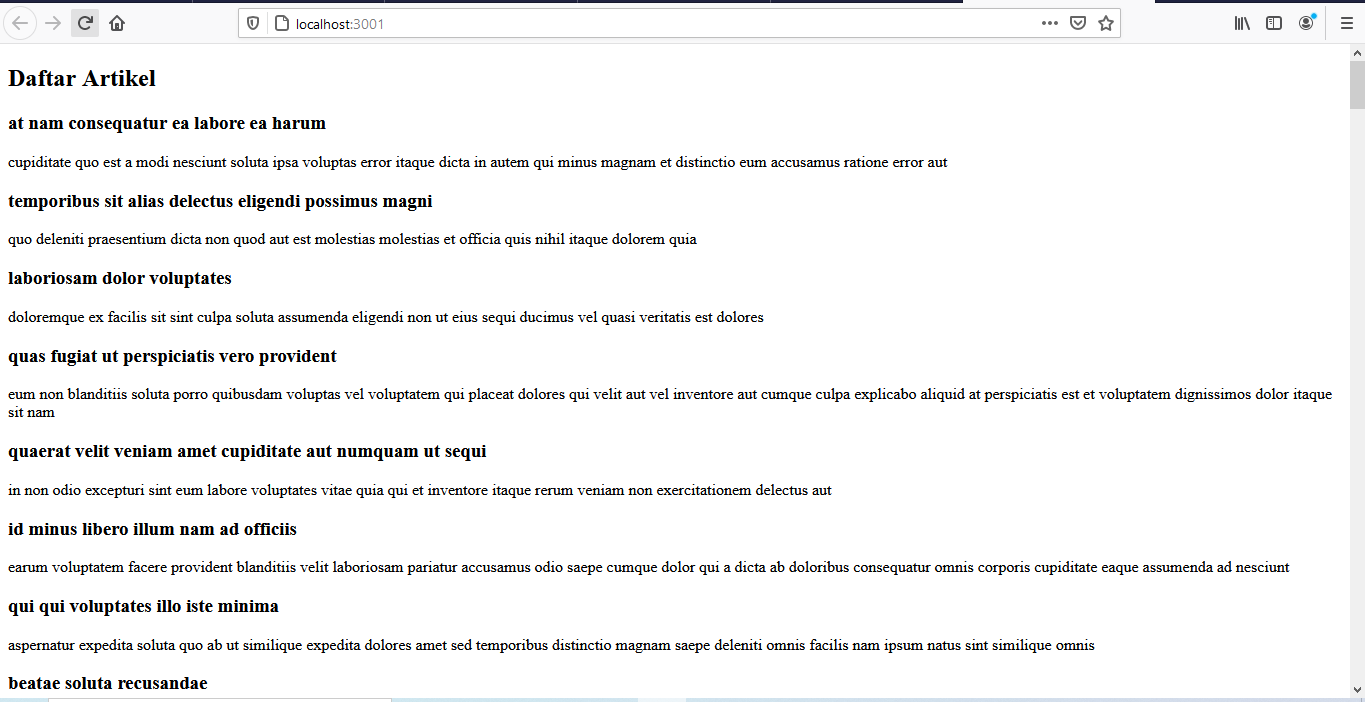 localhost:3001
Daftar Artikel
at nam consequatur ea labore ea harum
cupiditate quo est a modi nesciunt soluta ipsa voluptas error itaque dicta in autem qui minus magnam et distinctio eum accusamus ratione error aut
temporibus sit alias delectus eligendi possimus magni
quo deleniti praesentium dicta non quod aut est molestias molestias et officia quis nihil itaque dolorem quia
laboriosam dolor voluptates
doloremque ex facilis sit sint culpa soluta assumenda eligendi non ut eius sequi ducimus vel quasi veritatis est dolores
quas fugiat ut perspiciatis vero provident
eum non blanditiis soluta porro quibusdam voluptas vel voluptatem qui placeat dolores qui velit aut vel inventore aut cumque culpa explicabo aliquid at perspiciatis est et voluptatem dignissimos dolor itaque
sit nam
quaerat velit veniam amet cupiditate aut numquam ut sequi
in non odio excepturi sint eum labore voluptates vitae quia qui et inventore itaque rerum veniam non exercitationem delectus aut
id minus libero illum nam ad officiis
earum voluptatem facere provident blanditiis velit laboriosam pariatur accusamus odio saepe cumque dolor qui a dicta ab doloribus consequatur omnis corporis cupiditate eaque assumenda ad nesciunt
qui qui voluptates illo iste minima
aspernatur expedita soluta quo ab ut similique expedita dolores amet sed temporibus distinctio magnam saepe deleniti omnis facilis nam ipsum natus sint similique omnis
beatae soluta recusandae